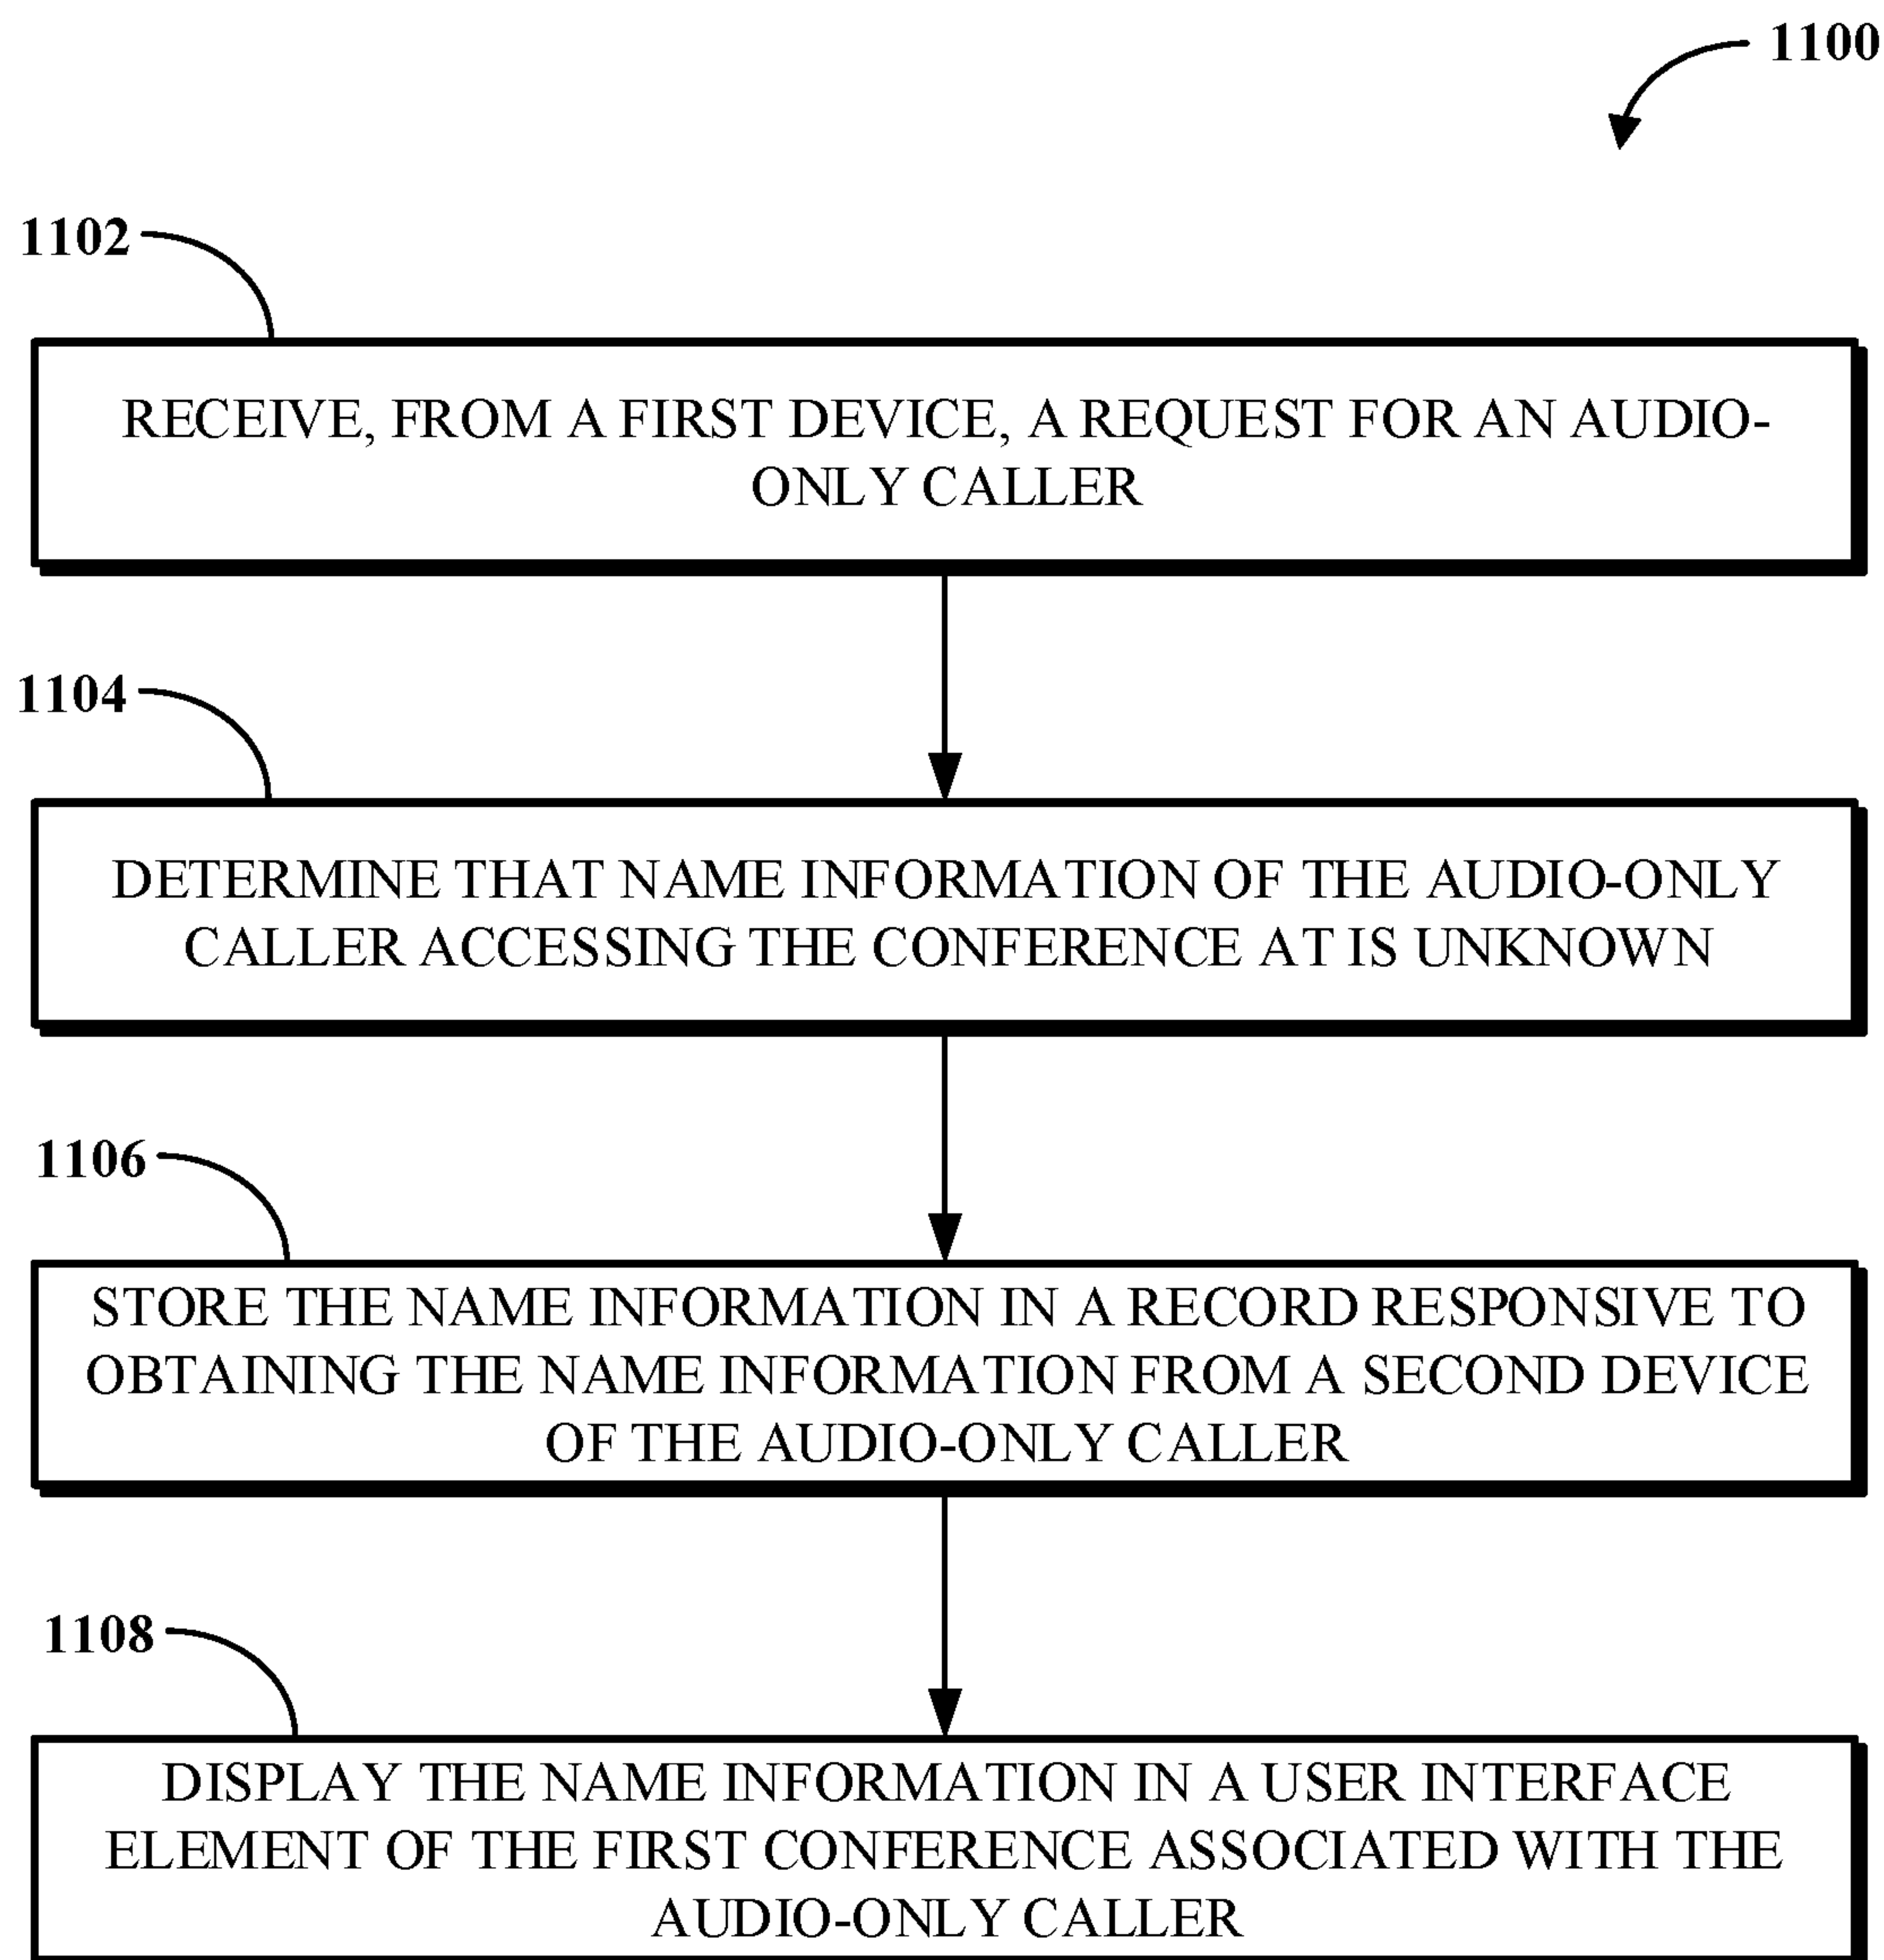 1100
1102
RECEIVE, FROM A FIRST DEVICE, A REQUEST FOR AN AUDIO-
ONLY CALLER
1104
DETERMINE THAT NAME INFORMATION OF THE AUDIO-ONLY
CALLER ACCESSING THE CONFERENCE AT IS UNKNOWN
1106
STORE THE NAME INFORMATION IN A RECORD RESPONSIVE TO
OBTAINING THE NAME INFORMATION FROM A SECOND DEVICE
OF THE AUDIO-ONLY CALLER
1108
DISPLAY THE NAME INFORMATION IN A USER INTERFACE
ELEMENT OF THE FIRST CONFERENCE ASSOCIATED WITH THE
AUDIO-ONLY CALLER